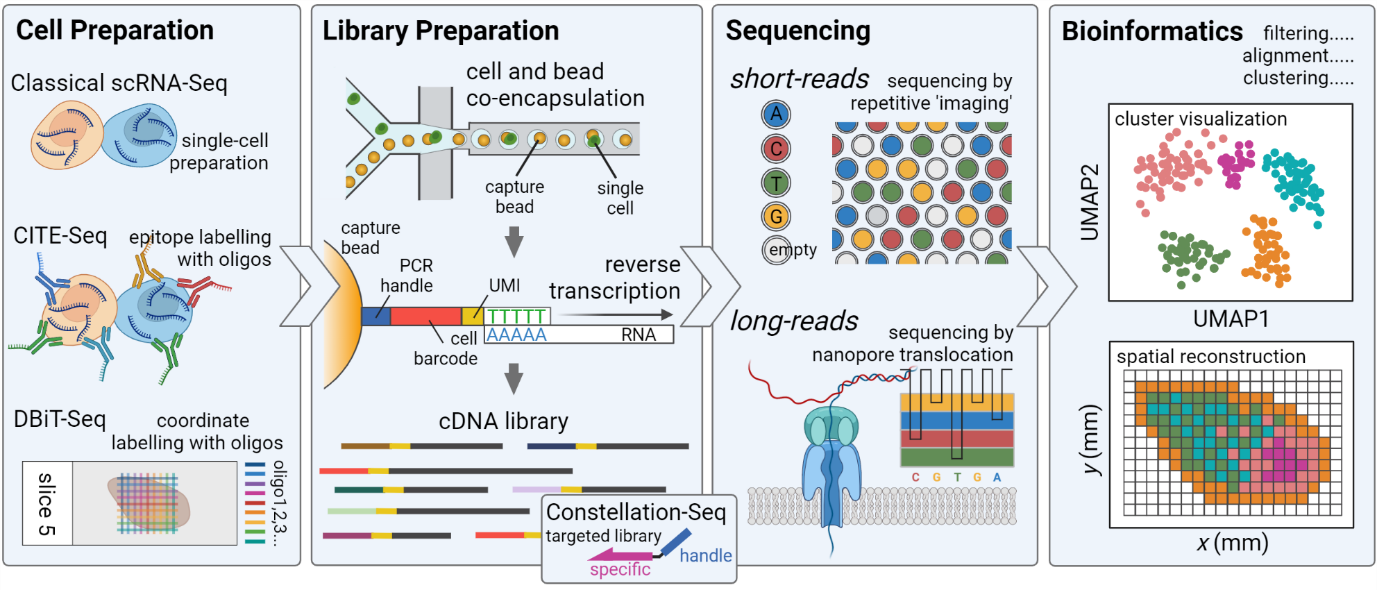 Cell Preparation
Classical scRNA-Seq
single-cell
preparation
CITE-Seq
epitope labelling
with oligos
DBiT-Seq
coordinate
labelling with oligos
slice 5
oligo1,2,3...
Library Preparation
cell and bead
co-encapsulation
capture
bead
single
cell
capture
bead
PCR
handle
UMI
reverse
transcription
TTTTT
AAAAA
RNA
cell
barcode
cDNA library
Constellation-Seq
targeted library
handle
specific
Sequencing
short-reads
sequencing by
repetitive 'imaging'
A
C
T
G
empty
long-reads
sequencing by
nanopore translocation
C G T G A
Bioinformatics
filtering.....
alignment.....
clustering.....
cluster visualization
UMAP2
UMAP1
spatial reconstruction
y (mm)
x (mm)